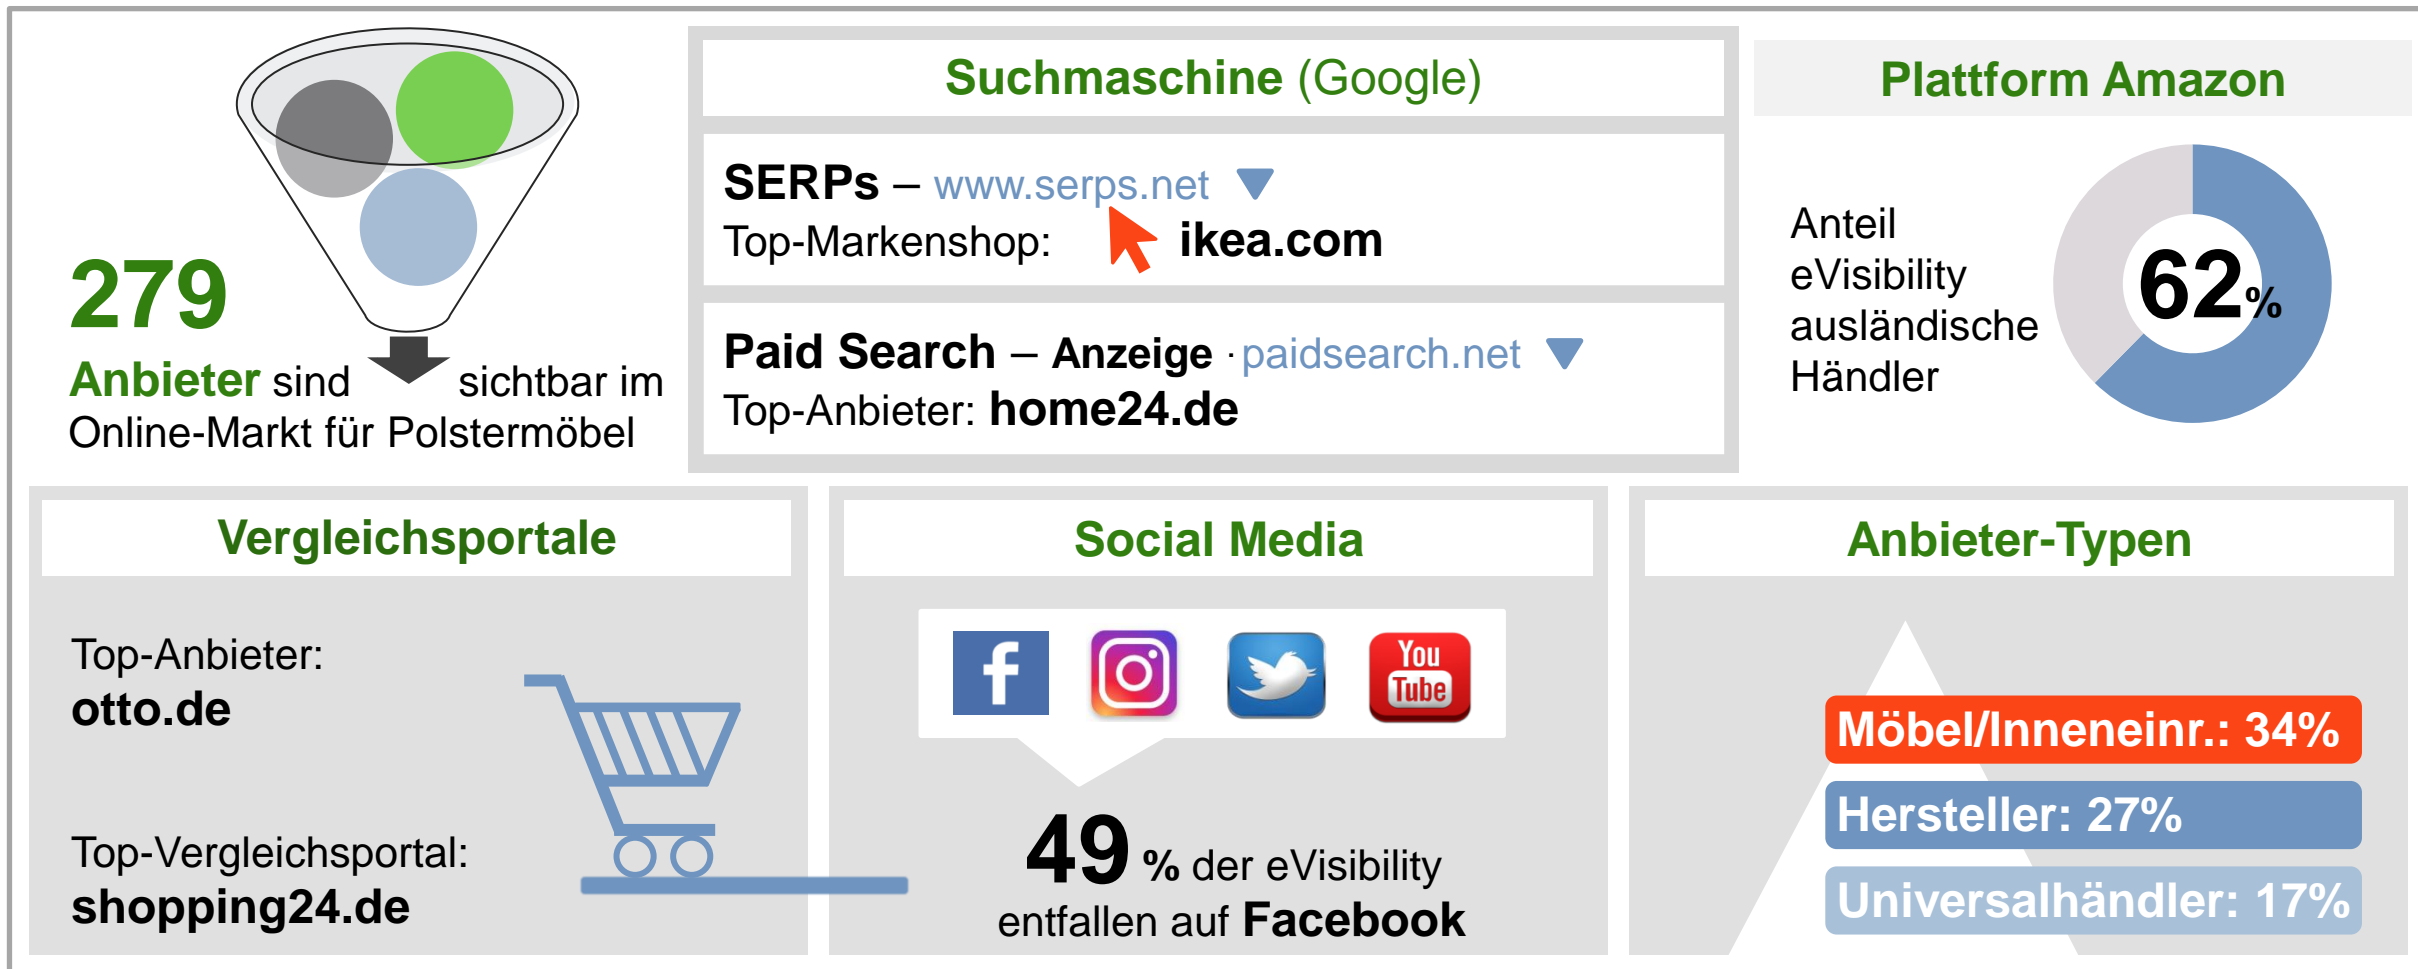 279
Anbieter sind sichtbar im
Online-Markt für Polstermöbel
Suchmaschine (Google)
SERPs – www.serps.net
Top-Markenshop: ikea.com
Paid Search – Anzeige · paidsearch.net
Top-Anbieter: home24.de
Plattform Amazon
Anteil
eVisibility
ausländische
Händler
62%
Vergleichsportale
Top-Anbieter:
otto.de
Top-Vergleichsportal:
shopping24.de
Social Media
f
You
Tube
49 % der eVisibility
entfallen auf Facebook
Anbieter-Typen
Möbel/Inneneinr.: 34%
Hersteller: 27%
Universalhändler: 17%